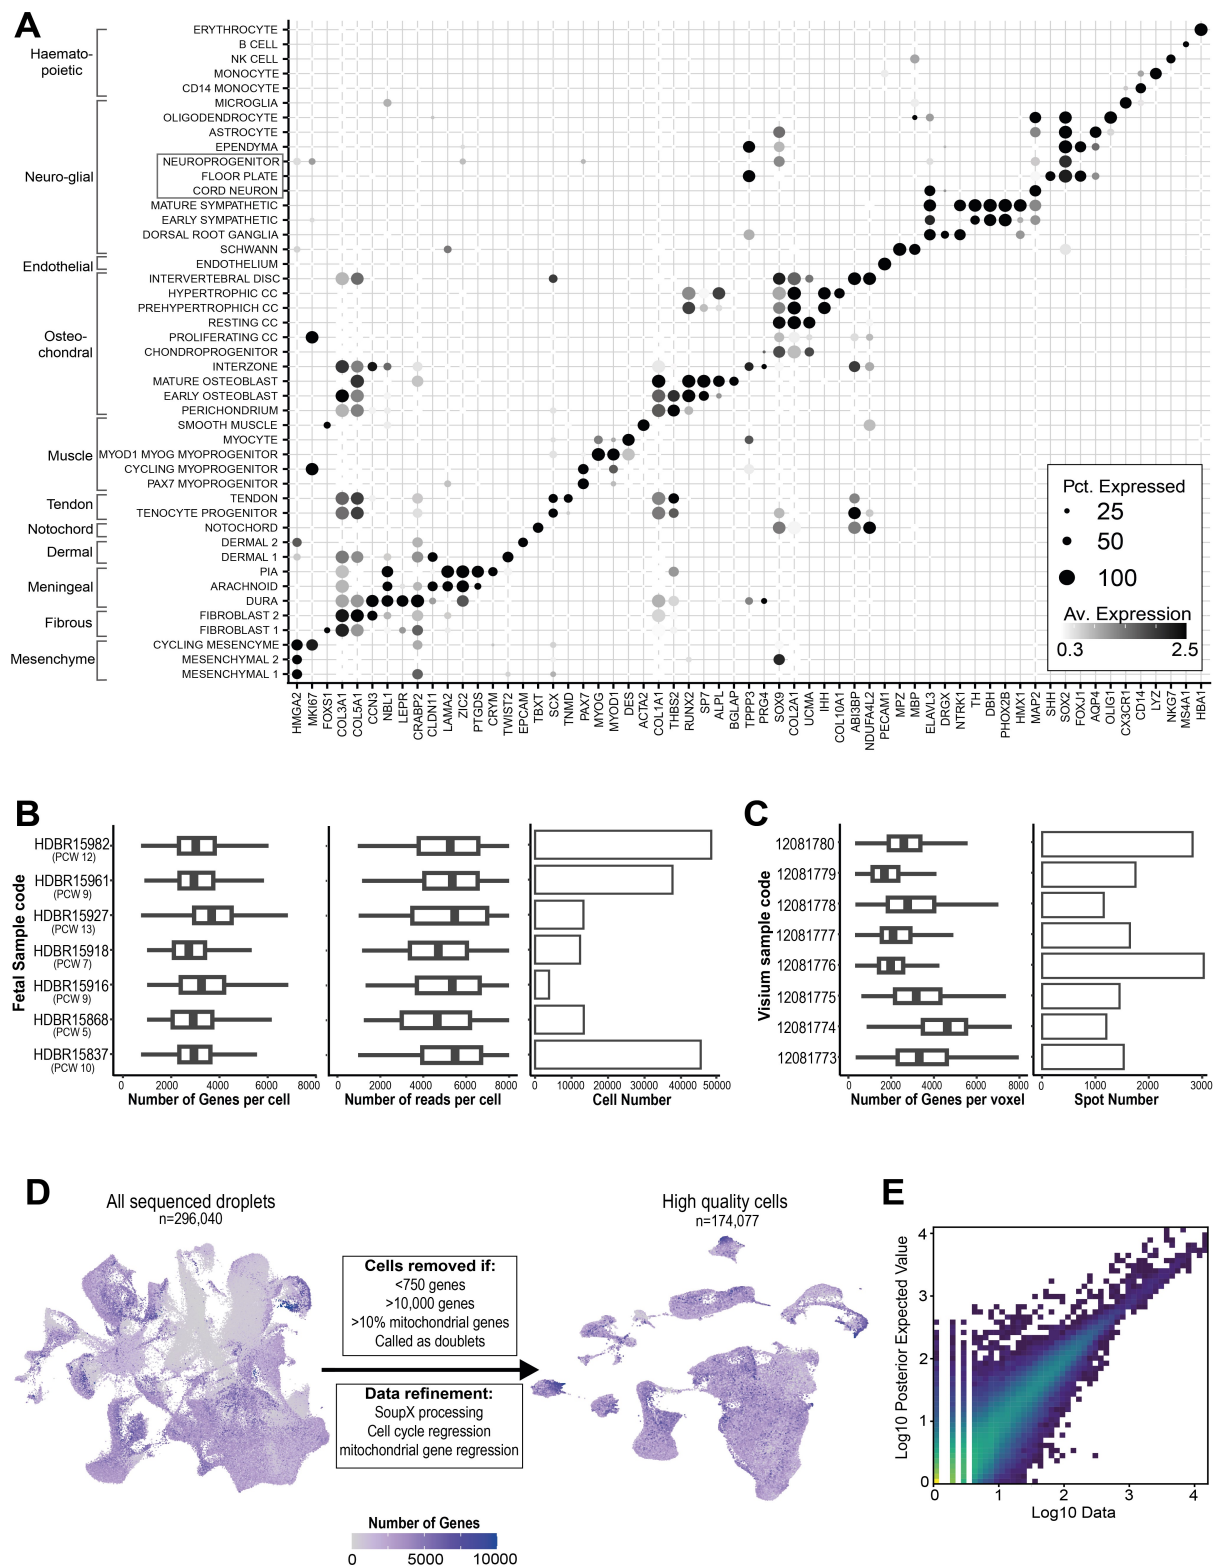 A
Haemato-
poietic
Neuro-glial
Endothelial
Osteo-
chondral
Muscle
Tendon
Notochord
Dermal
Meningeal
Fibrous
Mesenchyme
ERYTHROCYTE
B CELL
NK CELL
MONOCYTE
CD14 MONOCYTE
MICROGLIA
OLIGODENDROCYTE
ASTROCYTE
EPENDYMA
NEUROPROGENITOR
FLOOR PLATE
CORD NEURON
MATURE SYMPATHETIC
EARLY SYMPATHETIC
DORSAL ROOT GANGLIA
SCHWANN
ENDOTHELIUM
INTERVERTEBRAL DISC
HYPERTROPHIC CC
PREHYPERTROPHICH CC
RESTING CC
PROLIFERATING CC
CHONDROPROGENITOR
INTERZONE
MATURE OSTEOBLAST
EARLY OSTEOBLAST
PERICHONDRIUM
SMOOTH MUSCLE
MYOCYTE
MYOD1 MYOG MYOPROGENITOR
CYCLING MYOPROGENITOR
PAX7 MYOPROGENITOR
TENDON
TENOCYTE PROGENITOR
NOTOCHORD
DERMAL 2
DERMAL 1
PIA
ARACHNOID
DURA
FIBROBLAST 2
FIBROBLAST 1
CYCLING MESENCYME
MESENCHYMAL 2
MESENCHYMAL 1
Pct. Expressed
25
50
100
Av. Expression
0.3 2.5
HMGA2
MKI67
FOXS1
COL3A1
COL5A1
CCN3
NBL1
LEPR
CRABP2
CLDN11
LAMA2
ZIC2
PTGDS
CRYM
TWIST2
EPCAM
TBXT
SCX
TNMD
PAX7
MYOG
MYOD1
DES
ACTA2
COL1A1
THBS2
RUNX2
SP7
ALPL
BGLAP
TPPP3
PRG4
SOX9
COL2A1
UCMA
IHH
COL10A1
ABI3BP
NDUFA4L2
PECAM1
MPZ
MBP
ELAVL3
DRGX
NTRK1
TH
DBH
PHOX2B
HMX1
MAP2
SHH
SOX2
FOXJ1
AQP4
OLIG1
CX3CR1
CD14
LYZ
NKG7
MS4A1
HBA1
B
Fetal Sample code
HDBR15982
(PCW 12)
HDBR15961
(PCW 9)
HDBR15927
(PCW 13)
HDBR15918
(PCW 7)
HDBR15916
(PCW 9)
HDBR15868
(PCW 5)
HDBR15837
(PCW 10)
0 2000 4000 6000 8000
Number of Genes per cell
0 2000 4000 6000 8000
Number of reads per cell
0 10000 20000 30000 40000 50000
Cell Number
C
Visium sample code
12081780
12081779
12081778
12081777
12081776
12081775
12081774
12081773
0 2000 4000 6000 8000
Number of Genes per voxel
0 1000 2000 3000
Spot Number
D
All sequenced droplets
n=296,040
Cells removed if:
<750 genes
>10,000 genes
>10% mitochondrial genes
Called as doublets
Data refinement:
SoupX processing
Cell cycle regression
mitochondrial gene regression
High quality cells
n=174,077
Number of Genes
0 5000 10000
E
Log10 Posterior Expected Value
4
3
2
1
0
0 1 2 3 4
Log10 Data